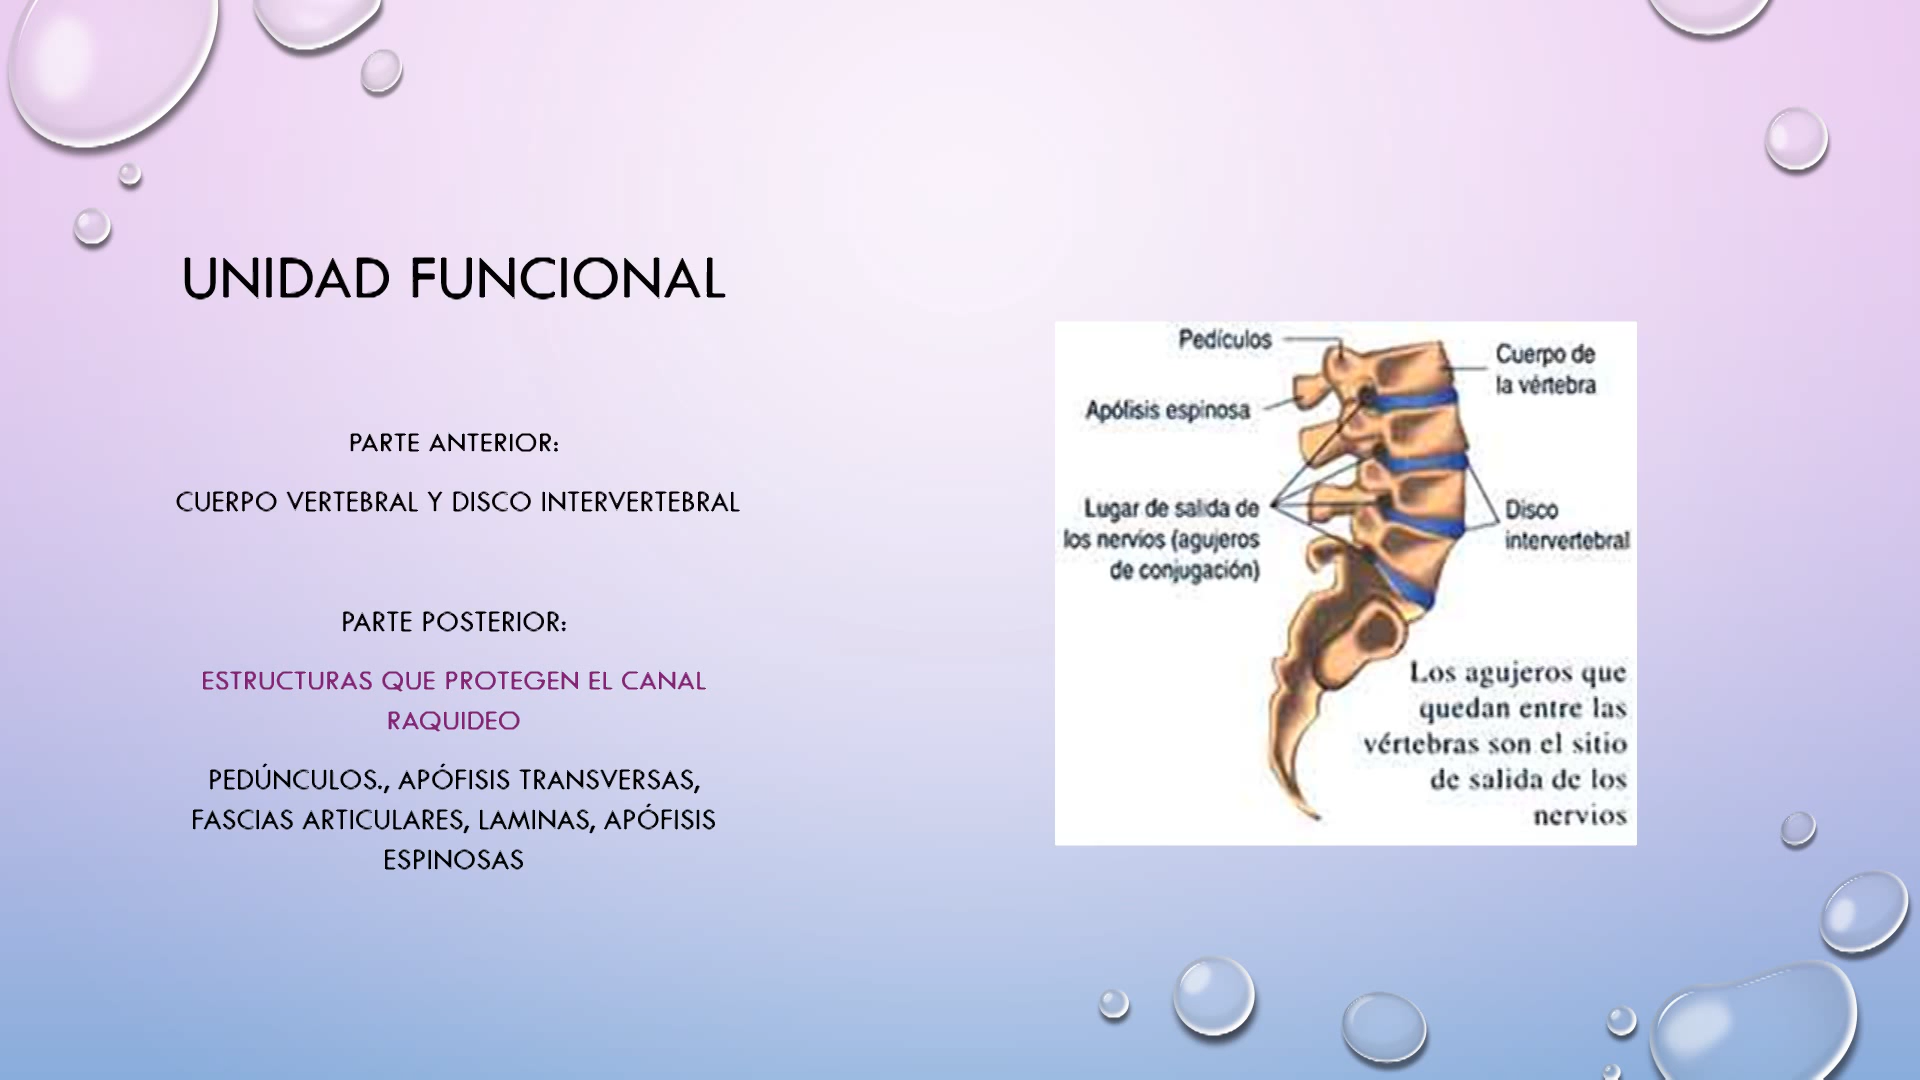 UNIDAD FUNCIONAL
PARTE ANTERIOR:
CUERPO VERTEBRAL Y DISCO INTERVERTEBRAL
PARTE POSTERIOR:
ESTRUCTURAS QUE PROTEGEN EL CANAL
RAQUIDEO
PEDÚNCULOS., APÓFISIS TRANSVERSAS,
FASCIAS ARTICULARES, LAMINAS, APÓFISIS
ESPINOSAS
Pedículos
Cuerpo de
la vértebra
Apólisis espinosa
Lugar de salida de
los nervios (agujeros
de conjugación)
Disco
intervertebral
Los agujeros que
quedan entre las
vértebras son el sitio
de salida de los
nervios